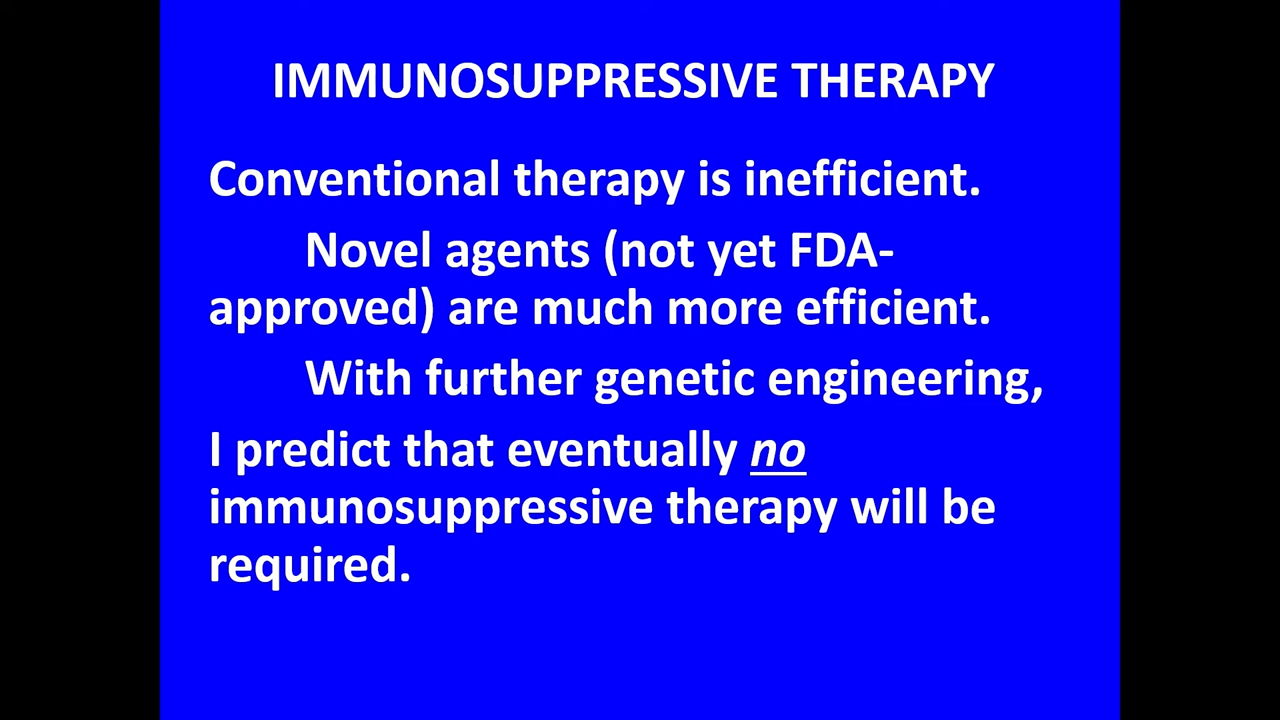 IMMUNOSUPPRESSIVE THERAPY
Conventional therapy is inefficient.
Novel agents (not yet FDA-
approved) are much more efficient.
With further genetic engineering,
I predict that eventually no
immunosuppressive therapy will be
required.